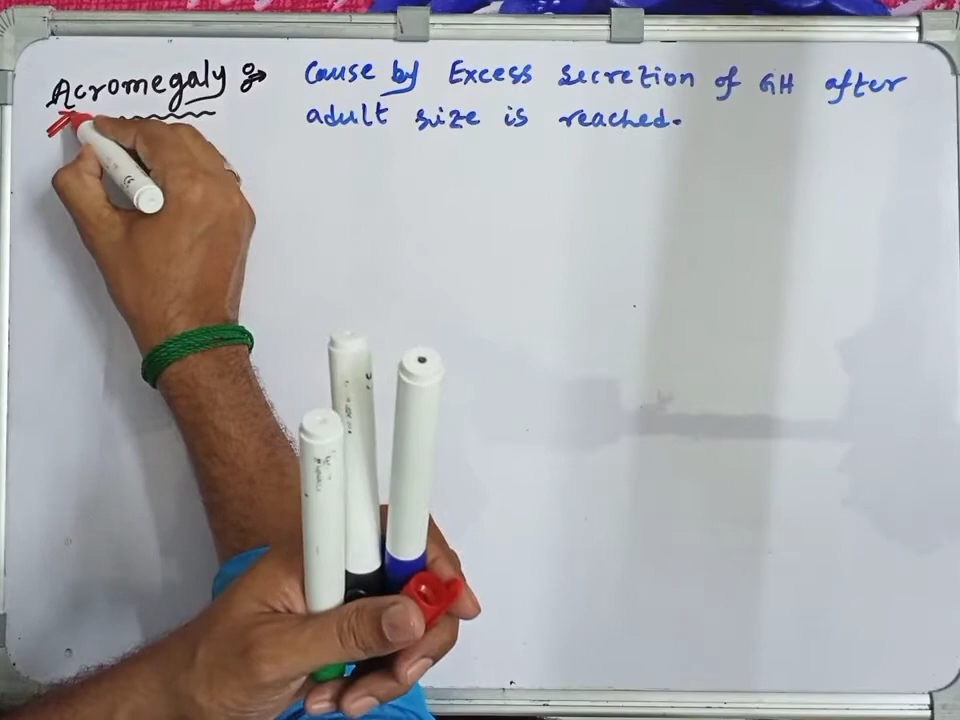 Acromegaly :→ Cause by Excess secretion of GH after
adult size is reached.